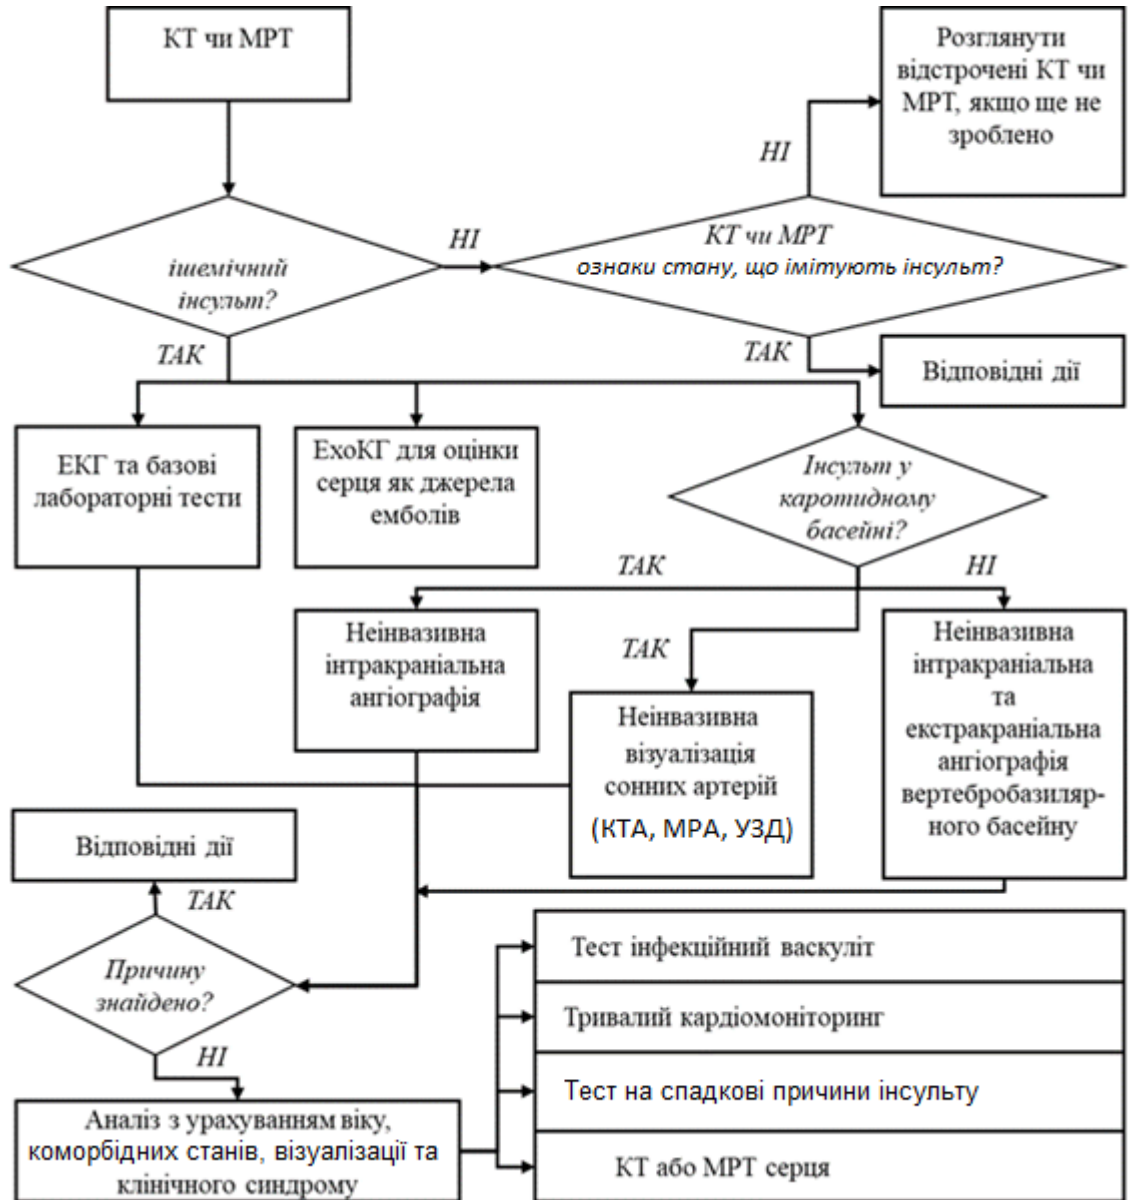 КТ чи МРТ
Розглянути
відстрочені КТ чи
МРТ, якщо ще не
зроблено
НІ
ішемічний
інсульт?
НІ
КТ чи МРТ
ознаки стану, що імітують інсульт?
ТАК
ТАК
Відповідні дії
ЕКГ та базові
лабораторні тести
ЕхоКГ для оцінки
серця як джерела
емболів
Інсульт у
каротидному
басейні?
ТАК
НІ
Неінвазивна
інтракраніальна
ангіографія
ТАК
Неінвазивна
візуалізація
сонних артерій
(КТА, МРА, УЗД)
Неінвазивна
інтракраніальна
та
екстракраніальна
ангіографія
вертебробазиляр-
ного басейну
Відповідні дії
ТАК
Причину
знайдено?
НІ
Аналіз з урахуванням віку,
коморбідних станів, візуалізації та
клінічного синдрому
Тест інфекційний васкуліт
Тривалий кардіомоніторинг
Тест на спадкові причини інсульту
КТ або МРТ серця